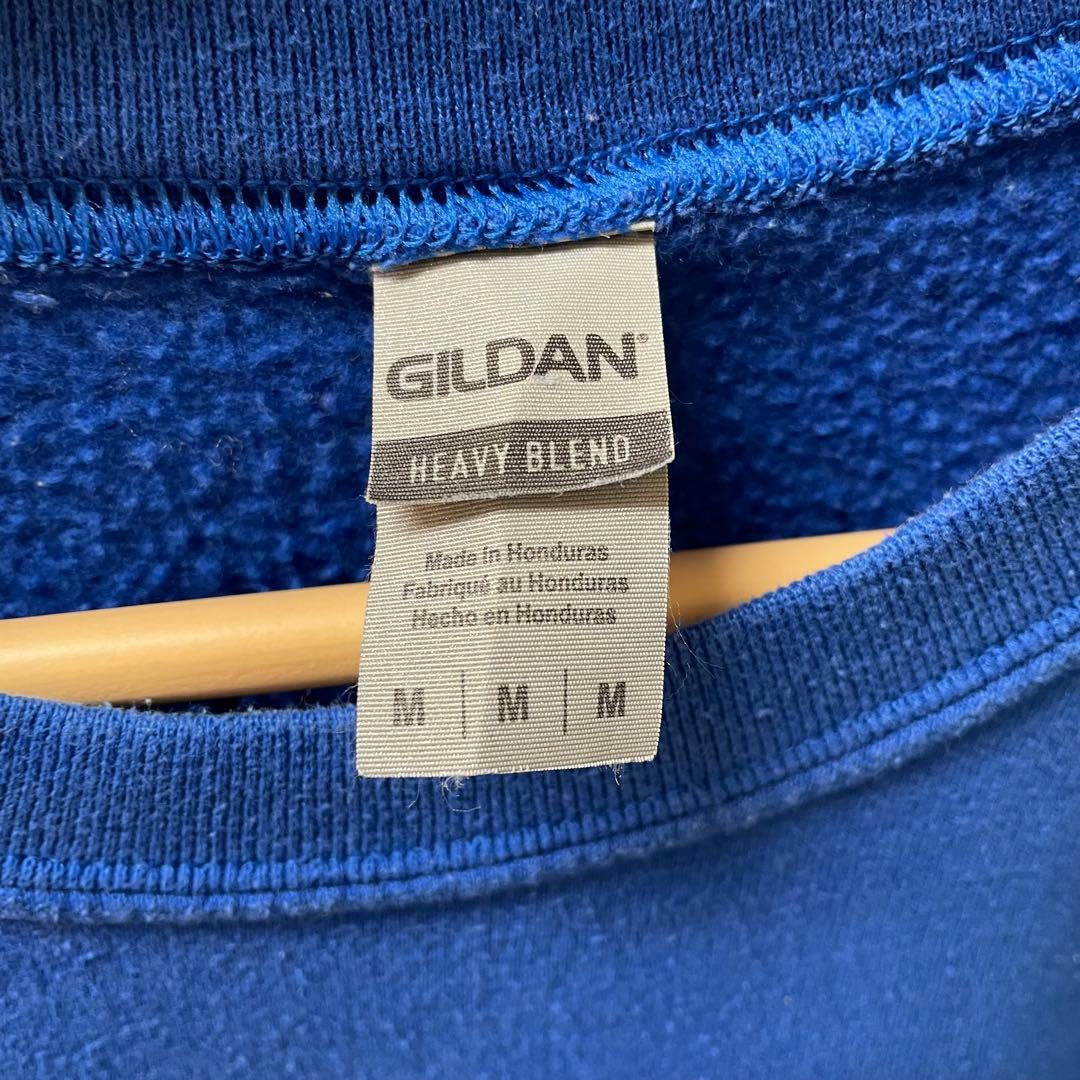 GILDAN®
HEAVY BLEND
Made in Honduras
Fabriqué au Honduras
Hecho en Honduras
M | M | M